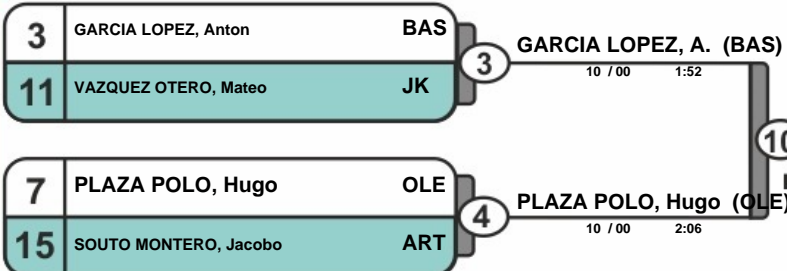 3 GARCIA LOPEZ, Anton BAS
11 VAZQUEZ OTERO, Mateo JK
3
GARCIA LOPEZ, A. (BAS)
10 / 00 1:52
10
7 PLAZA POLO, Hugo OLE
15 SOUTO MONTERO, Jacobo ART
4
PLAZA POLO, Hugo (OLE)
10 / 00 2:06